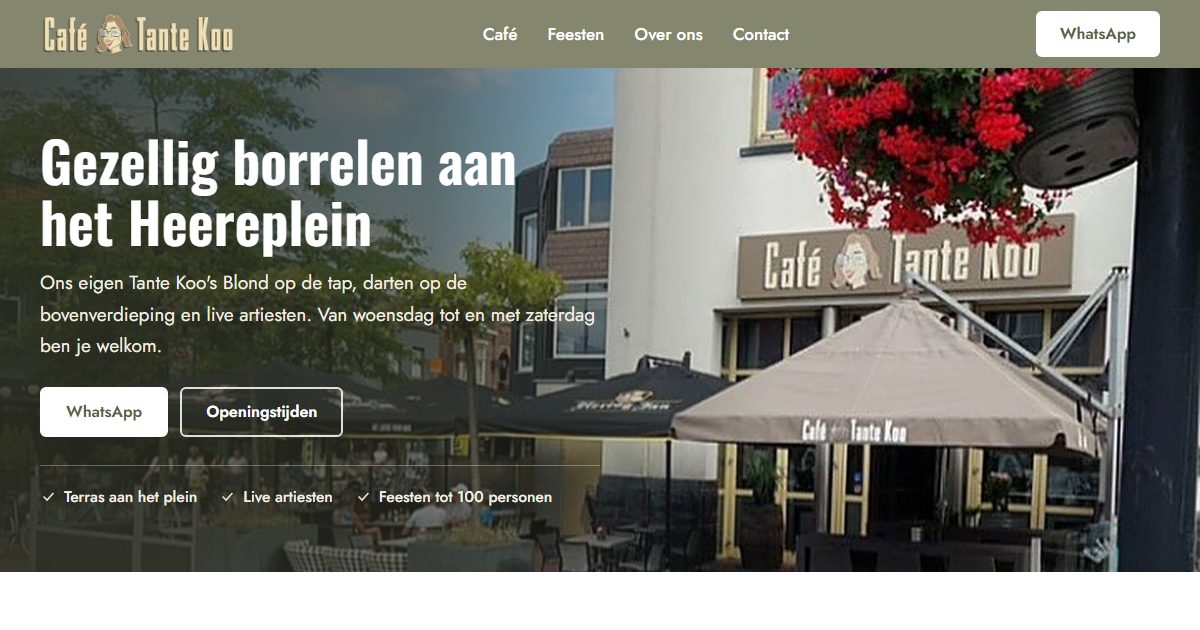 Café Tante Koo
Café
Feesten
Over ons
Contact
WhatsApp
Gezellig borrelen aan
het Heereplein
Ons eigen Tante Koo's Blond op de tap, darten op de
bovenverdieping en live artiesten. Van woensdag tot en met zaterdag
ben je welkom.
WhatsApp
Openingstijden
Terras aan het plein
Live artiesten
Feesten tot 100 personen
Café Tante Koo
Café Tante Koo